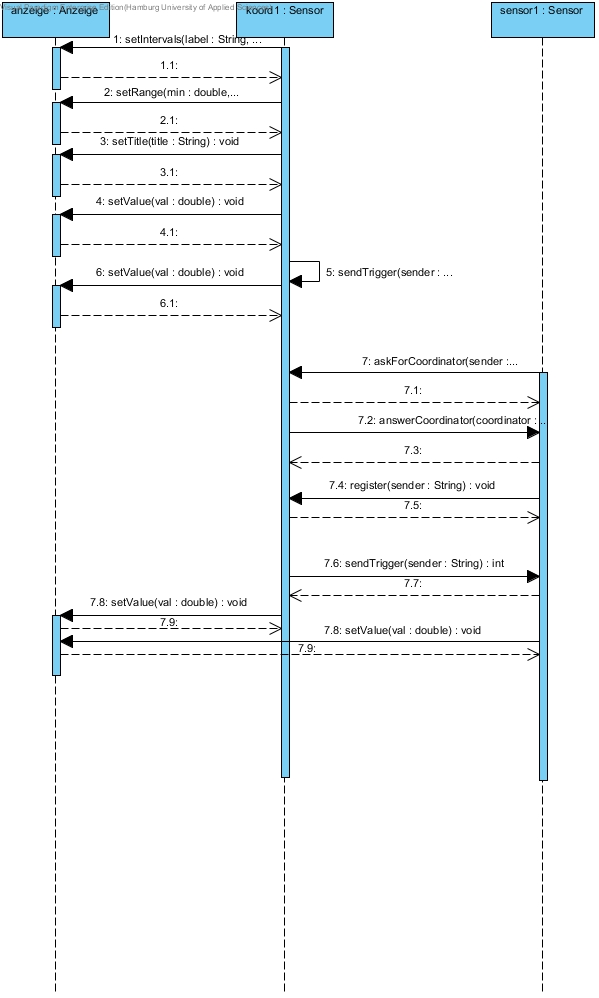 anzeige : Anzeige
koord1 : Sensor
sensor1 : Sensor
1: setIntervals(label : String, ...
1.1:
2: setRange(min : double,...
2.1:
3: setTitle(title : String) : void
3.1:
4: setValue(val : double) : void
4.1:
5: sendTrigger(sender : ...
6: setValue(val : double) : void
6.1:
7: askForCoordinator(sender :...
7.1:
7.2: answerCoordinator(coordinator : ...
7.3:
7.4: register(sender : String) : void
7.5:
7.6: sendTrigger(sender : String) : int
7.7:
7.8: setValue(val : double) : void
7.9:
7.8: setValue(val : double) : void
7.9: